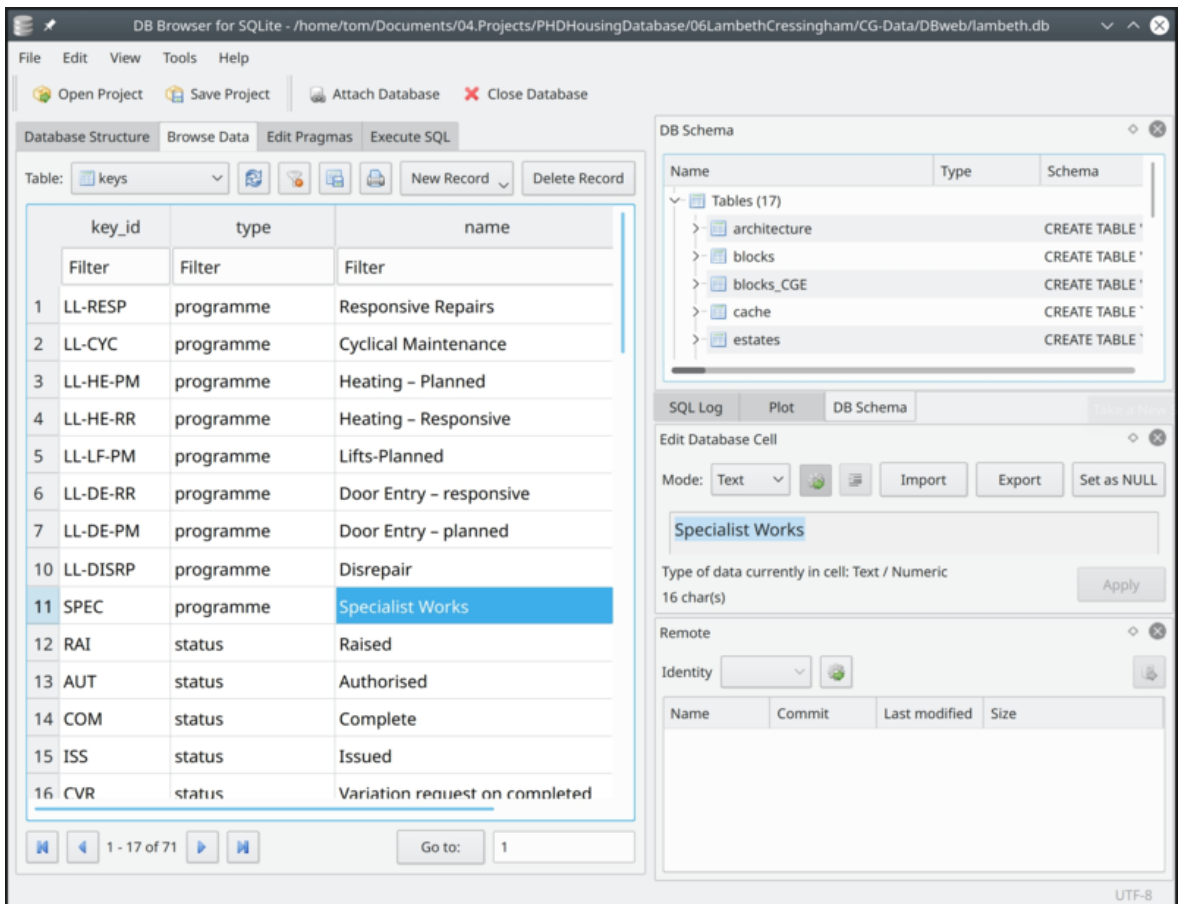 DB Browser for SQLite - /home/tom/Documents/04.Projects/PHDHousingDatabase/06LambethCressingham/CG-Data/DBweb/lambeth.db
File Edit View Tools Help
Open Project Save Project Attach Database Close Database
Database Structure Browse Data Edit Pragmas Execute SQL
Table: keys New Record Delete Record
key_id type name
Filter Filter Filter
1 LL-RESP programme Responsive Repairs
2 LL-CYC programme Cyclical Maintenance
3 LL-HE-PM programme Heating – Planned
4 LL-HE-RR programme Heating – Responsive
5 LL-LF-PM programme Lifts-Planned
6 LL-DE-RR programme Door Entry – responsive
7 LL-DE-PM programme Door Entry – planned
10 LL-DISRP programme Disrepair
11 SPEC programme Specialist Works
12 RAI status Raised
13 AUT status Authorised
14 COM status Complete
15 ISS status Issued
16 CVR status Variation request on completed
1 - 17 of 71 Go to: 1
DB Schema
Name Type Schema
Tables (17)
architecture CREATE TABLE '
blocks CREATE TABLE '
blocks_CGE CREATE TABLE '
cache CREATE TABLE `
estates CREATE TABLE `
SQL Log Plot DB Schema
Edit Database Cell
Mode: Text Import Export Set as NULL
Specialist Works
Type of data currently in cell: Text / Numeric
16 char(s)
Apply
Remote
Identity
Name Commit Last modified Size
UTF-8